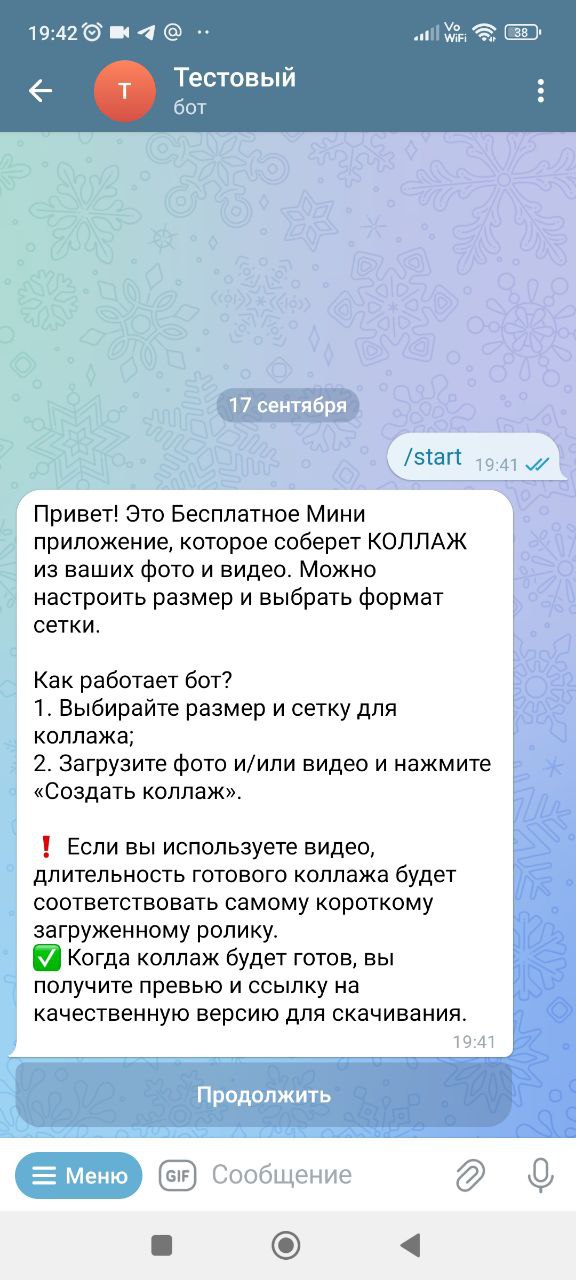 19:42
Vo
WiFi
38
Т
Тестовый
бот
17 сентября
/start 19:41
Привет! Это Бесплатное Мини
приложение, которое соберет КОЛЛАЖ
из ваших фото и видео. Можно
настроить размер и выбрать формат
сетки.
Как работает бот?
1. Выбирайте размер и сетку для
коллажа;
2. Загрузите фото и/или видео и нажмите
«Создать коллаж».
❗ Если вы используете видео,
длительность готового коллажа будет
соответствовать самому короткому
загруженному ролику.
✅ Когда коллаж будет готов, вы
получите превью и ссылку на
качественную версию для скачивания.
19:41
Продолжить
Меню
GIF
Сообщение